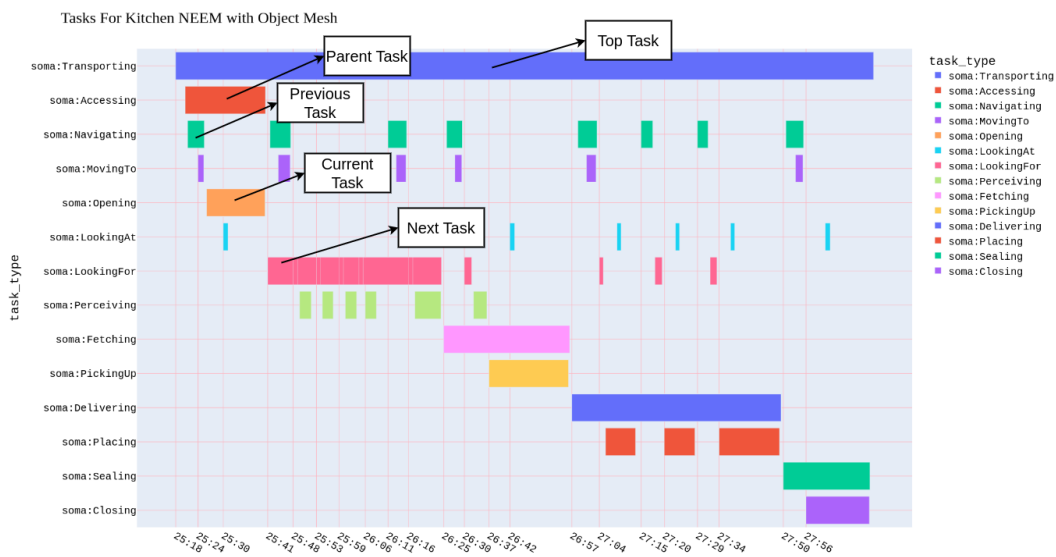 Tasks For Kitchen NEEM with Object Mesh
Top Task
Parent Task
Previous
Task
Current
Task
Next Task
task_type
soma:Transporting
soma:Accessing
soma:Navigating
soma:MovingTo
soma:Opening
soma:LookingAt
soma:LookingFor
soma:Perceiving
soma:Fetching
soma:PickingUp
soma:Delivering
soma:Placing
soma:Sealing
soma:Closing
25:18
25:24
25:30
25:41
25:48
25:53
25:59
26:06
26:11
26:16
26:25
26:30
26:37
26:42
26:57
27:04
27:15
27:20
27:29
27:34
27:50
27:56
task_type
soma:Transporting
soma:Accessing
soma:Navigating
soma:MovingTo
soma:Opening
soma:LookingAt
soma:LookingFor
soma:Perceiving
soma:Fetching
soma:PickingUp
soma:Delivering
soma:Placing
soma:Sealing
soma:Closing